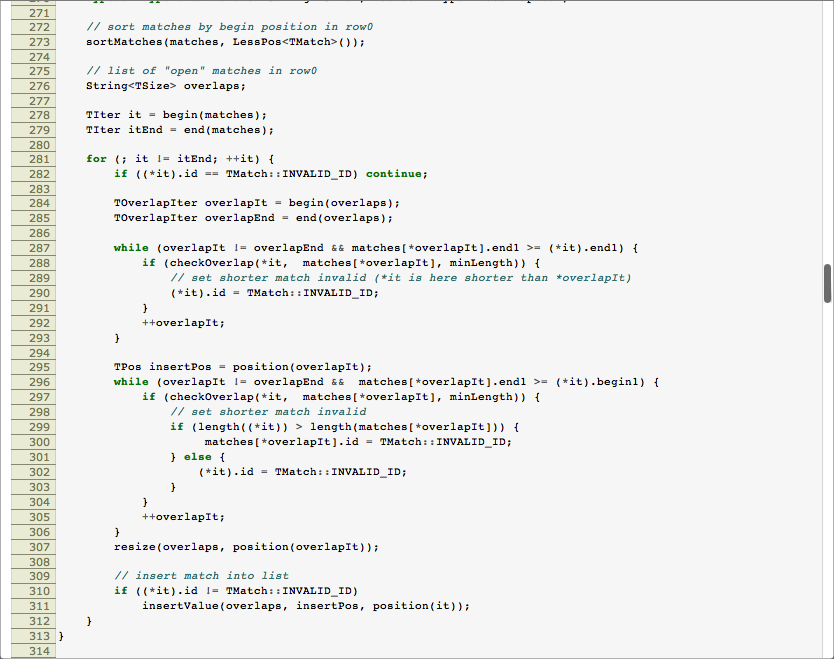 271
272 // sort matches by begin position in row0
273 sortMatches(matches, LessPos<TMatch>());
274
275 // list of "open" matches in row0
276 String<TSize> overlaps;
277
278 TIter it = begin(matches);
279 TIter itEnd = end(matches);
280
281 for (; it != itEnd; ++it) {
282 if ((*it).id == TMatch::INVALID_ID) continue;
283
284 TOverlapIter overlapIt = begin(overlaps);
285 TOverlapIter overlapEnd = end(overlaps);
286
287 while (overlapIt != overlapEnd && matches[*overlapIt].end1 >= (*it).end1) {
288 if (checkOverlap(*it,  matches[*overlapIt], minLength)) {
289 // set shorter match invalid (*it is here shorter than *overlapIt)
290 (*it).id = TMatch::INVALID_ID;
291 }
292 ++overlapIt;
293 }
294
295 TPos insertPos = position(overlapIt);
296 while (overlapIt != overlapEnd &&  matches[*overlapIt].end1 >= (*it).begin1) {
297 if (checkOverlap(*it,  matches[*overlapIt], minLength)) {
298 // set shorter match invalid
299 if (length((*it)) > length(matches[*overlapIt])) {
300 matches[*overlapIt].id = TMatch::INVALID_ID;
301 } else {
302 (*it).id = TMatch::INVALID_ID;
303 }
304 }
305 ++overlapIt;
306 }
307 resize(overlaps, position(overlapIt));
308
309 // insert match into list
310 if ((*it).id != TMatch::INVALID_ID)
311 insertValue(overlaps, insertPos, position(it));
312 }
313 }
314